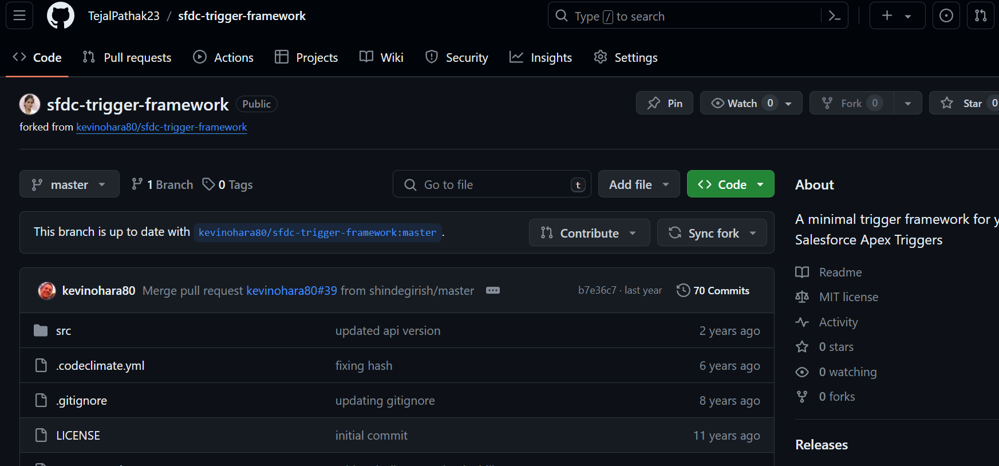 TejalPathak23 / sfdc-trigger-framework
Type / to search
Code Pull requests Actions Projects Wiki Security Insights Settings
sfdc-trigger-framework Public
Pin Watch 0 Fork 0 Star 0
forked from kevinohara80/sfdc-trigger-framework
master 1 Branch 0 Tags Go to file t Add file Code
This branch is up to date with kevinohara80/sfdc-trigger-framework:master . Contribute Sync fork
kevinohara80 Merge pull request kevinohara80#39 from shindegirish/master b7e36c7 · last year 70 Commits
src updated api version 2 years ago
.codeclimate.yml fixing hash 6 years ago
.gitignore updating gitignore 8 years ago
LICENSE initial commit 11 years ago
About
A minimal trigger framework for
Salesforce Apex Triggers
Readme
MIT license
Activity
0 stars
0 watching
0 forks
Releases